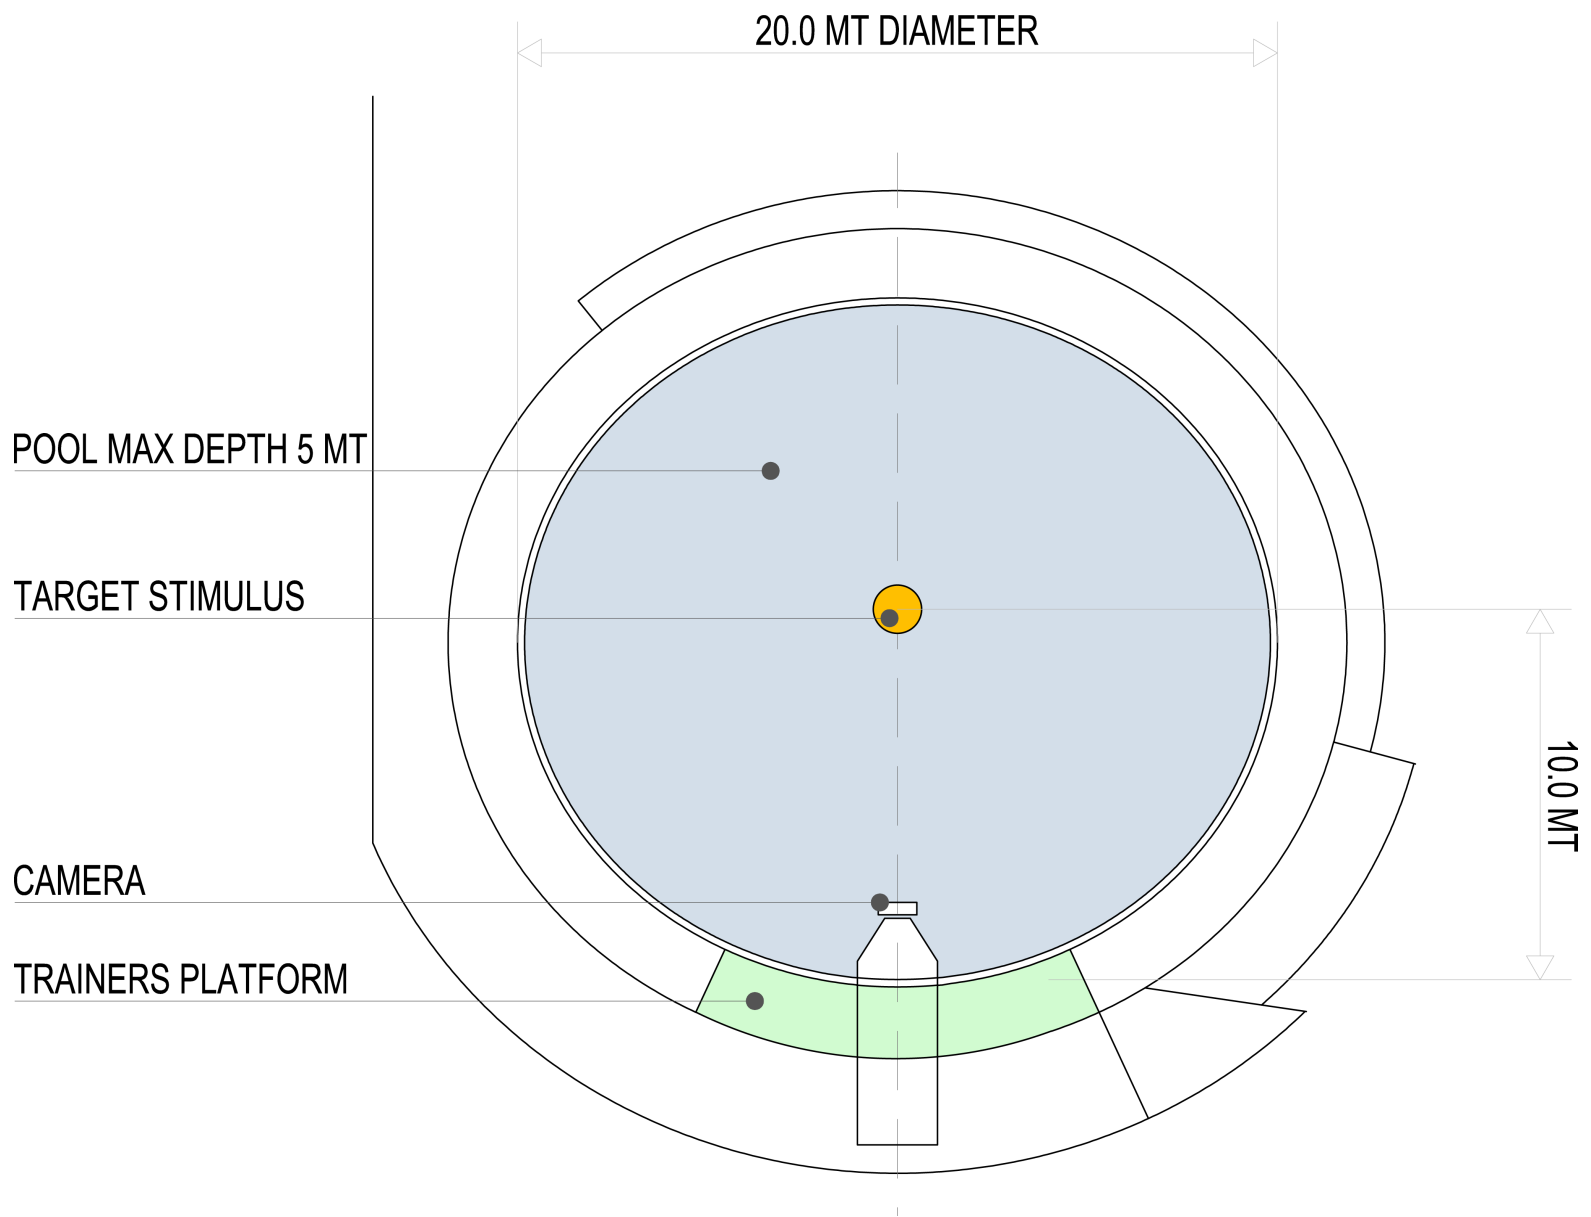 20.0 MT DIAMETER
POOL MAX DEPTH 5 MT
TARGET STIMULUS
10.0 MT
CAMERA
TRAINERS PLATFORM